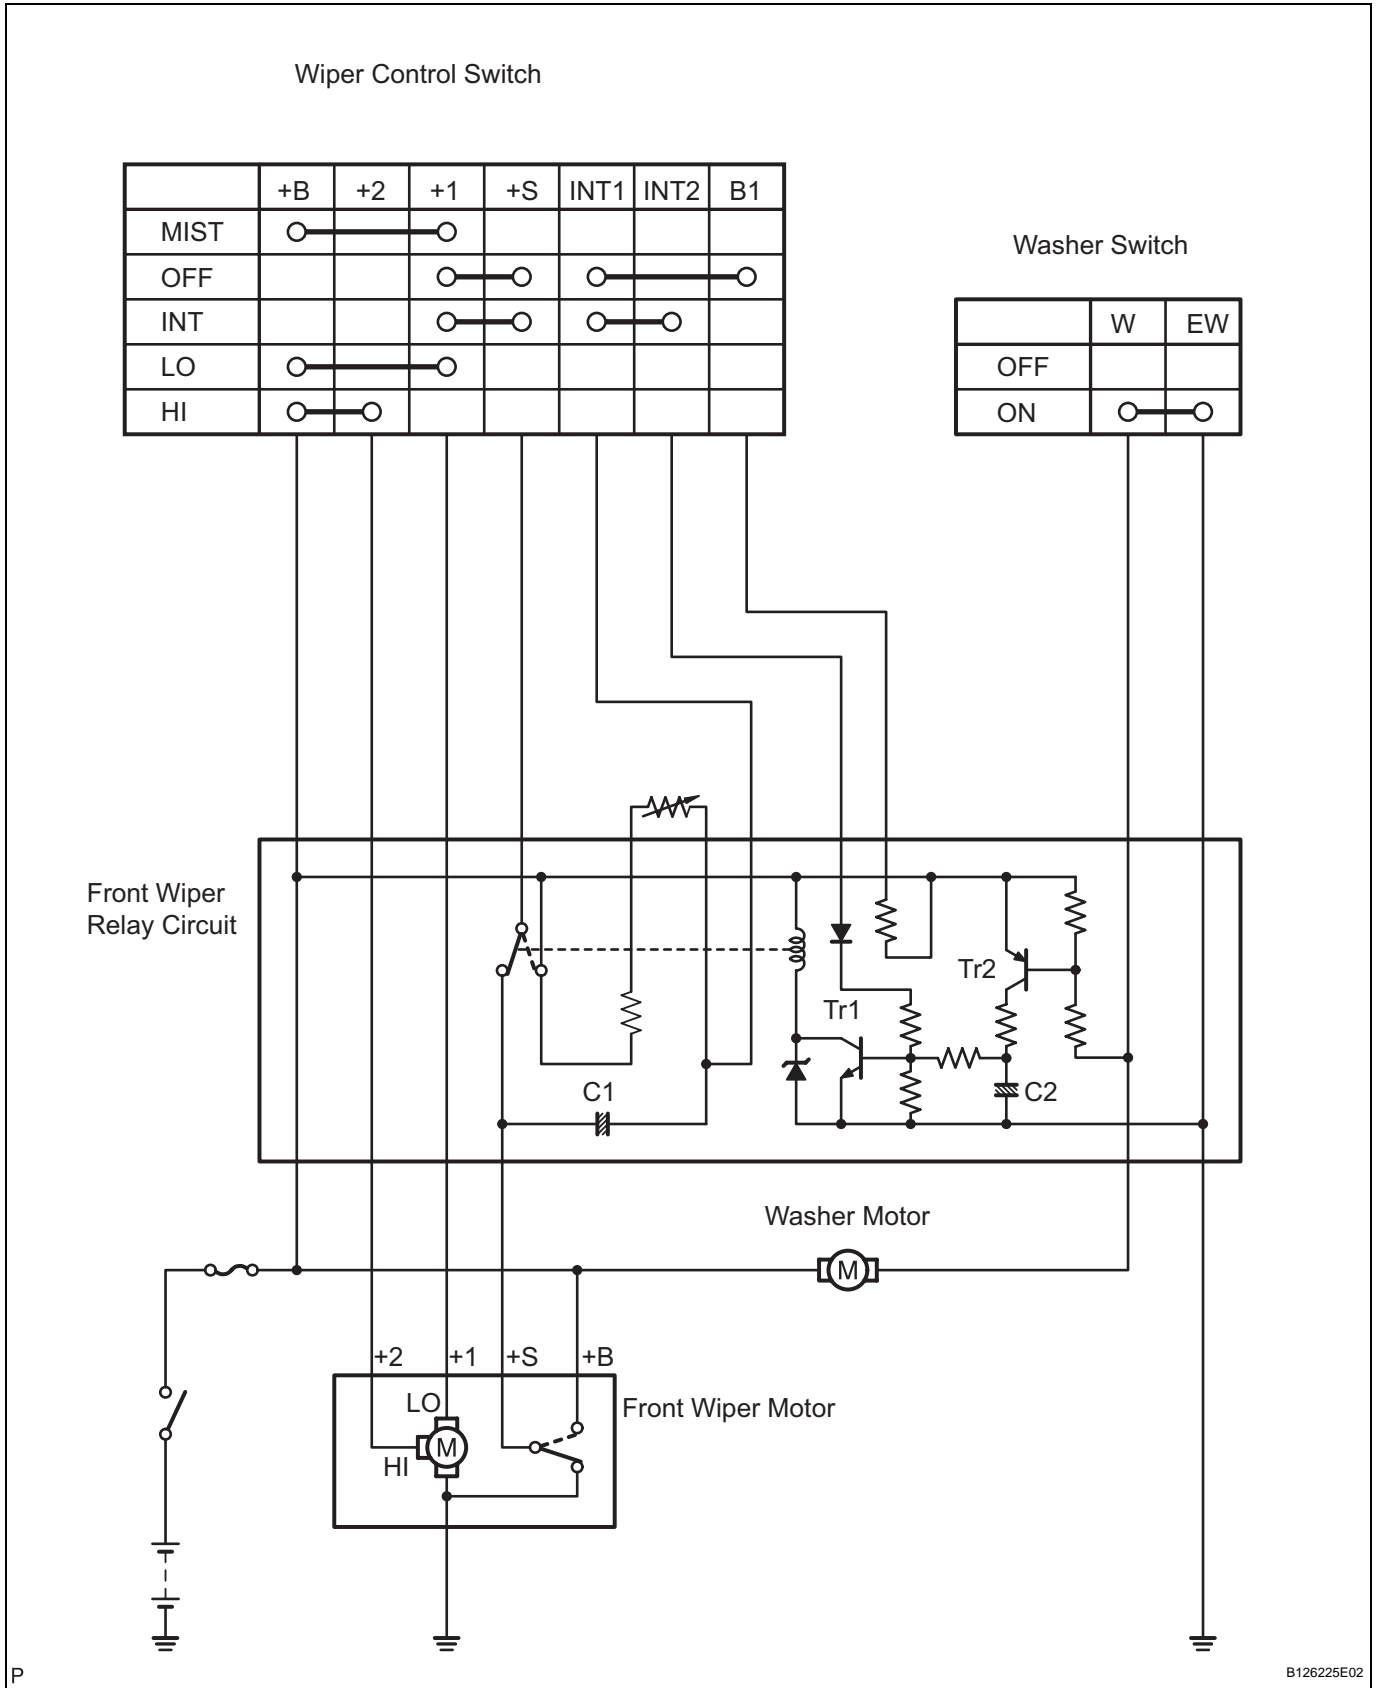 Wiper Control Switch
+B +2 +1 +S INT1 INT2 B1
MIST
OFF
INT
LO
HI
Washer Switch
W EW
OFF
ON
Front Wiper
Relay Circuit
Tr2
Tr1
C1
C2
Washer Motor
M
+2 +1 +S +B
LO
M
HI
Front Wiper Motor
P
B126225E02